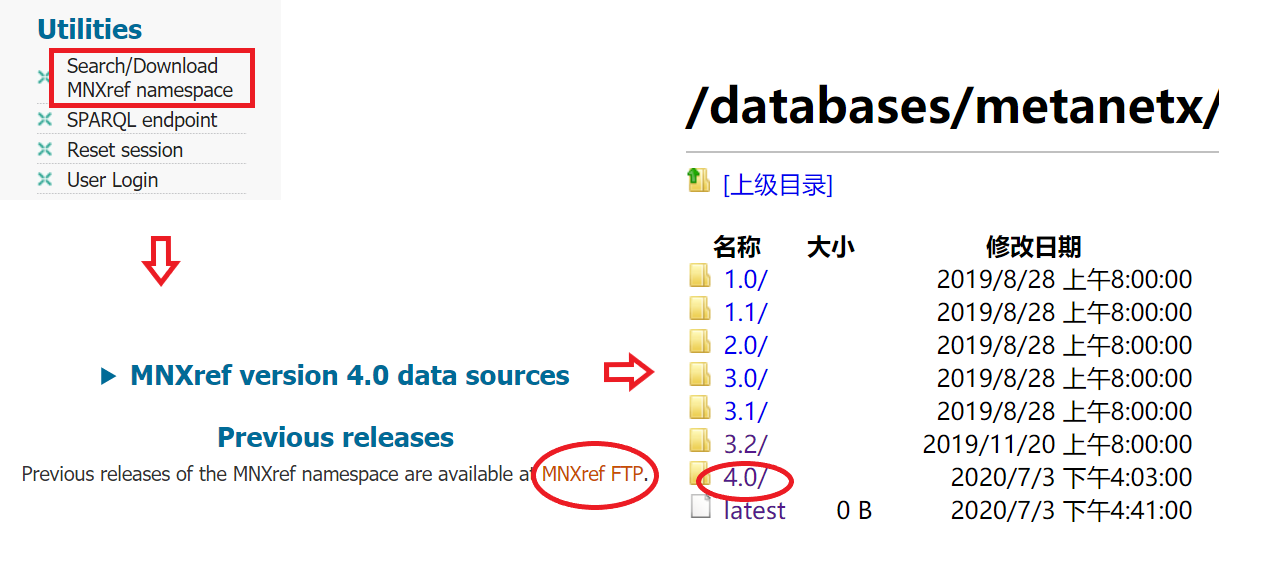 Utilities
Search/Download
MNXref namespace
SPARQL endpoint
Reset session
User Login
▶ MNXref version 4.0 data sources
Previous releases
Previous releases of the MNXref namespace are available at MNXref FTP.
/databases/metanetx/
[上级目录]
名称 大小 修改日期
1.0/ 2019/8/28 上午8:00:00
1.1/ 2019/8/28 上午8:00:00
2.0/ 2019/8/28 上午8:00:00
3.0/ 2019/8/28 上午8:00:00
3.1/ 2019/8/28 上午8:00:00
3.2/ 2019/11/20 上午8:00:00
4.0/ 2020/7/3 下午4:03:00
latest 0 B 2020/7/3 下午4:41:00